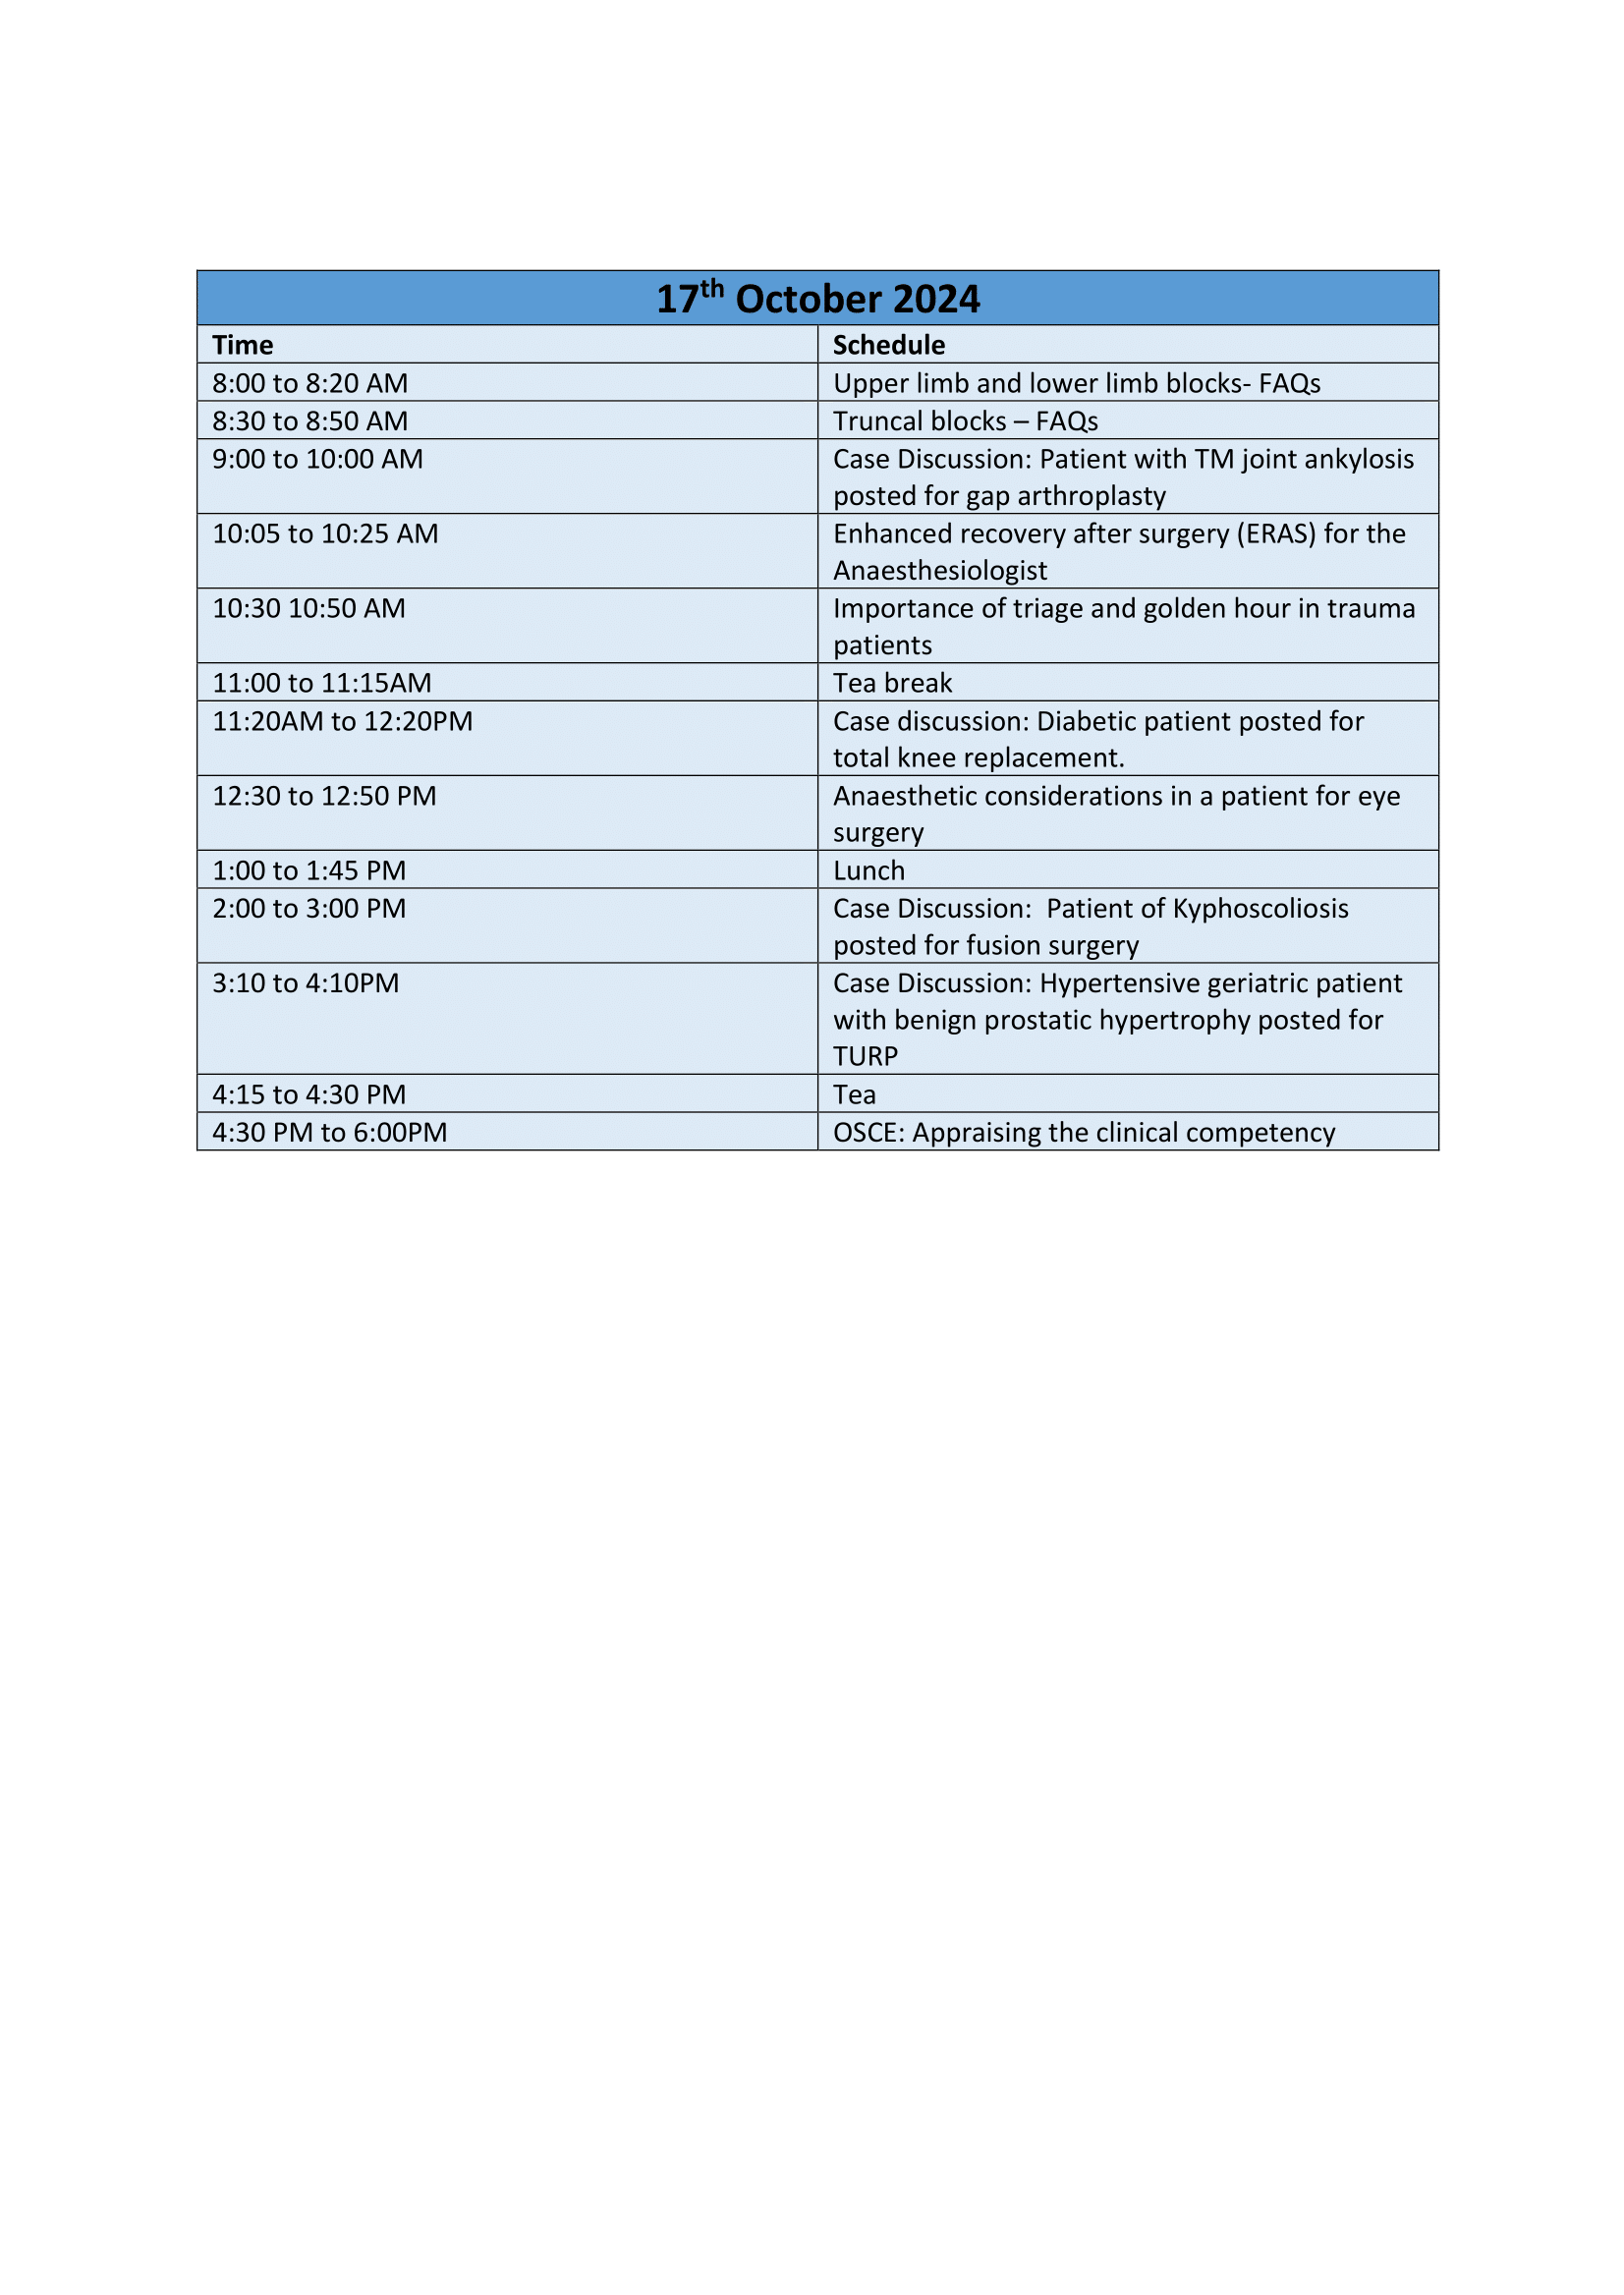 17th October 2024
Time Schedule
8:00 to 8:20 AM Upper limb and lower limb blocks- FAQs
8:30 to 8:50 AM Truncal blocks – FAQs
9:00 to 10:00 AM Case Discussion: Patient with TM joint ankylosis
posted for gap arthroplasty
10:05 to 10:25 AM Enhanced recovery after surgery (ERAS) for the
Anaesthesiologist
10:30 10:50 AM Importance of triage and golden hour in trauma
patients
11:00 to 11:15AM Tea break
11:20AM to 12:20PM Case discussion: Diabetic patient posted for
total knee replacement.
12:30 to 12:50 PM Anaesthetic considerations in a patient for eye
surgery
1:00 to 1:45 PM Lunch
2:00 to 3:00 PM Case Discussion:  Patient of Kyphoscoliosis
posted for fusion surgery
3:10 to 4:10PM Case Discussion: Hypertensive geriatric patient
with benign prostatic hypertrophy posted for
TURP
4:15 to 4:30 PM Tea
4:30 PM to 6:00PM OSCE: Appraising the clinical competency